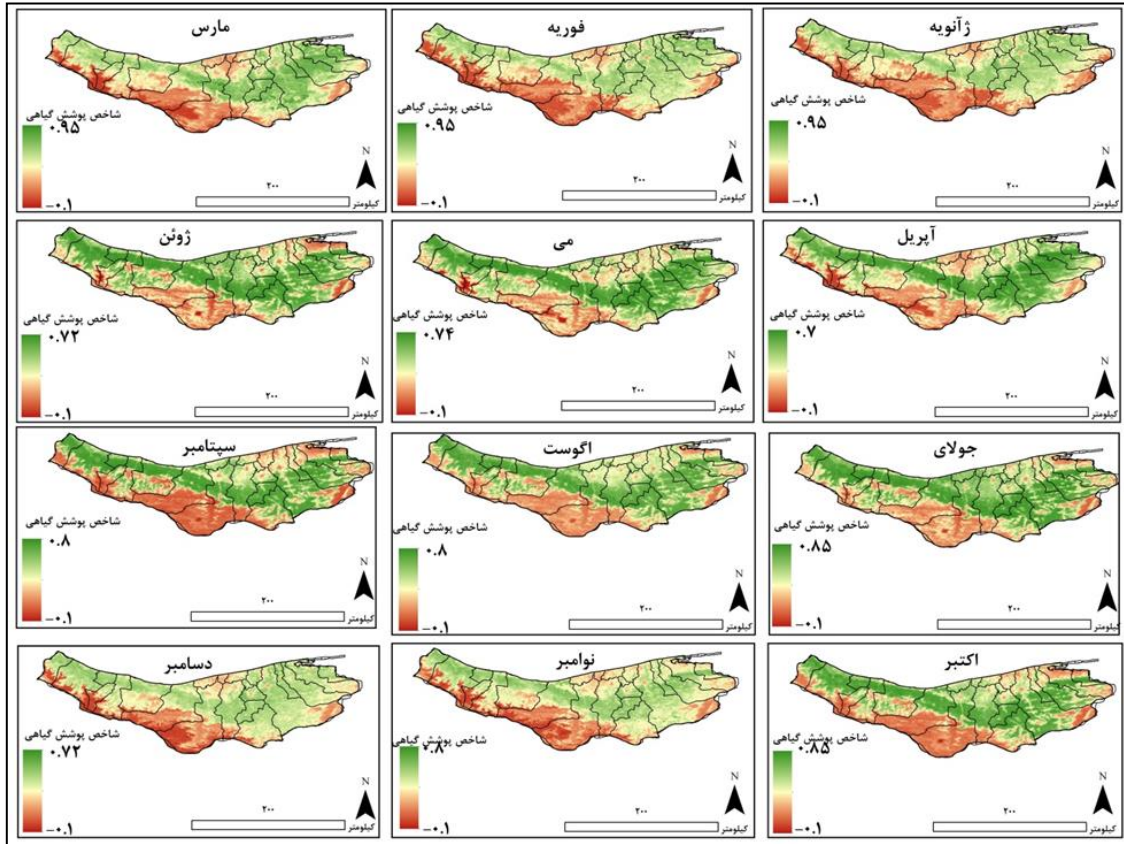 ژآنویه
شاخص پوشش گیاهی
۰.۹۵
N
۲۰۰
کیلومتر
−۰.۱
فوریه
شاخص پوشش گیاهی
۰.۹۵
N
۲۰۰
کیلومتر
−۰.۱
مارس
شاخص پوشش گیاهی
۰.۹۵
N
۲۰۰
کیلومتر
−۰.۱
آپریل
شاخص پوشش گیاهی
۰.۷
N
۲۰۰
کیلومتر
−۰.۱
می
شاخص پوشش گیاهی
۰.۷۴
N
۲۰۰
کیلومتر
−۰.۱
ژوئن
شاخص پوشش گیاهی
۰.۷۲
N
۲۰۰
کیلومتر
−۰.۱
جولای
شاخص پوشش گیاهی
۰.۸۵
N
۲۰۰
کیلومتر
−۰.۱
اگوست
شاخص پوشش گیاهی
۰.۸
N
۲۰۰
کیلومتر
−۰.۱
سپتامبر
شاخص پوشش گیاهی
۰.۸
N
۲۰۰
کیلومتر
−۰.۱
اکتبر
شاخص پوشش گیاهی
۰.۸۵
N
۲۰۰
کیلومتر
−۰.۱
نوامبر
شاخص پوشش گیاهی
۰.۸
N
۲۰۰
کیلومتر
−۰.۱
دسامبر
شاخص پوشش گیاهی
۰.۷۲
N
۲۰۰
کیلومتر
−۰.۱